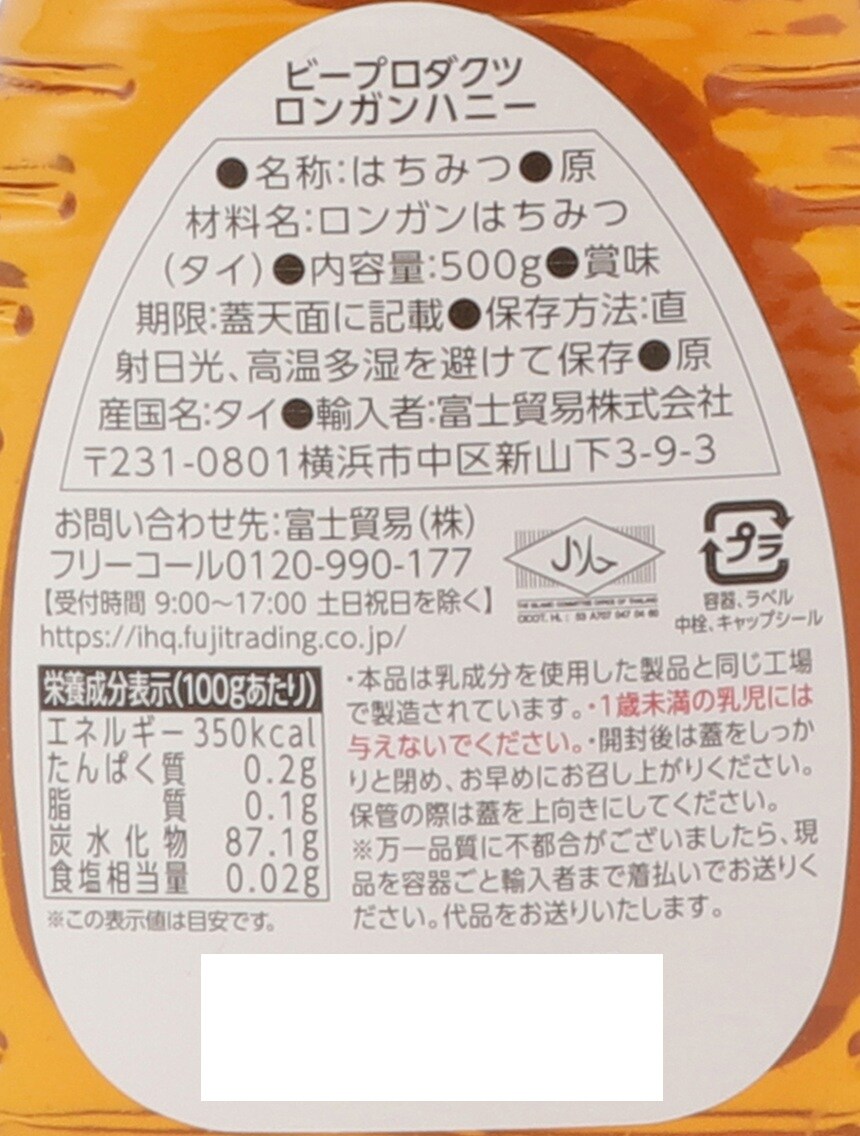 ビープロダクツ
ロンガンハニー
●名称:はちみつ●原
材料名:ロンガンはちみつ
(タイ)●内容量:500g●賞味
期限:蓋天面に記載●保存方法:直
射日光、高温多湿を避けて保存●原
産国名:タイ●輸入者:富士貿易株式会社
〒231-0801横浜市中区新山下3-9-3
お問い合わせ先:富士貿易(株)
フリーコール0120-990-177
【受付時間 9:00～17:00 土日祝日を除く】
https://ihq.fujitrading.co.jp/
プラ
容器、ラベル
中栓、キャップシール
栄養成分表示(100gあたり)
エネルギー 350kcal
たんぱく質 0.2g
脂質 0.1g
炭水化物 87.1g
食塩相当量 0.02g
※この表示値は目安です。
・本品は乳成分を使用した製品と同じ工場
で製造されています。・1歳未満の乳児には
与えないでください。・開封後は蓋をしっか
りと閉め、お早めにお召し上がりください。
保管の際は蓋を上向きにしてください。
※万一品質に不都合がございましたら、現
品を容器ごと輸入者まで着払いでお送りく
ださい。代品をお送りいたします。